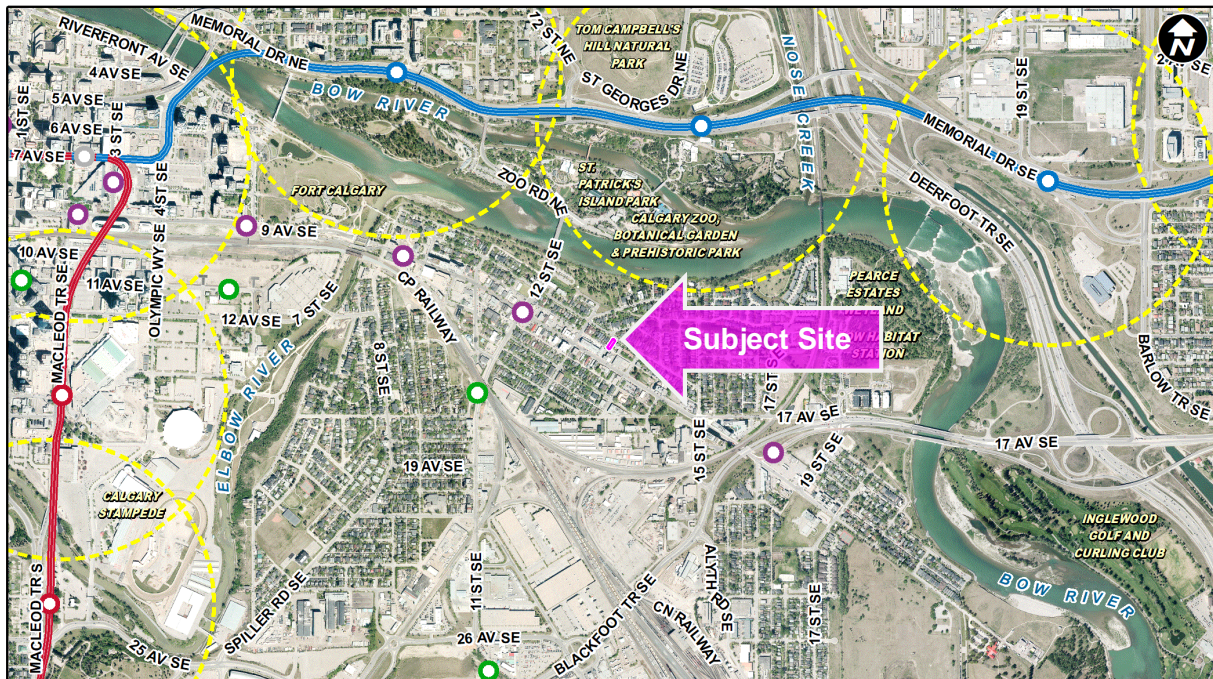 MEMORIAL DR NE
RIVERFRONT AV SE
4 AV SE
5 AV SE
6 AV SE
7 AV SE
1 ST SE
3 ST SE
4 ST SE
12 ST NE
TOM CAMPBELL'S
HILL NATURAL
PARK
ST GEORGES DR NE
NOSE CREEK
19 ST SE
N
BOW RIVER
MEMORIAL DR SE
DEERFOOT TR SE
FORT CALGARY
ZOO RD NE
ST.
PATRICK'S
ISLAND PARK
CALGARY ZOO,
BOTANICAL GARDEN
& PREHISTORIC PARK
9 AV SE
10 AV SE
11 AV SE
12 AV SE
OLYMPIC WY SE
MACLEOD TR SE
7 ST SE
CP RAILWAY
12 ST SE
8 ST SE
ELBOW RIVER
Subject Site
PEARCE
ESTATES
STATION
BARLOW TR SE
17 ST SE
17 AV SE
17 AV SE
15 ST SE
19 ST SE
19 AV SE
CALGARY
STAMPEDE
INGLEWOOD
GOLF AND
CURLING CLUB
BOW RIVER
11 ST SE
ALYTH RD SE
17 ST SE
SPILLER RD SE
26 AV SE
25 AV SE
BLACKFOOT TR SE
CN RAILWAY
MACLEOD TR S